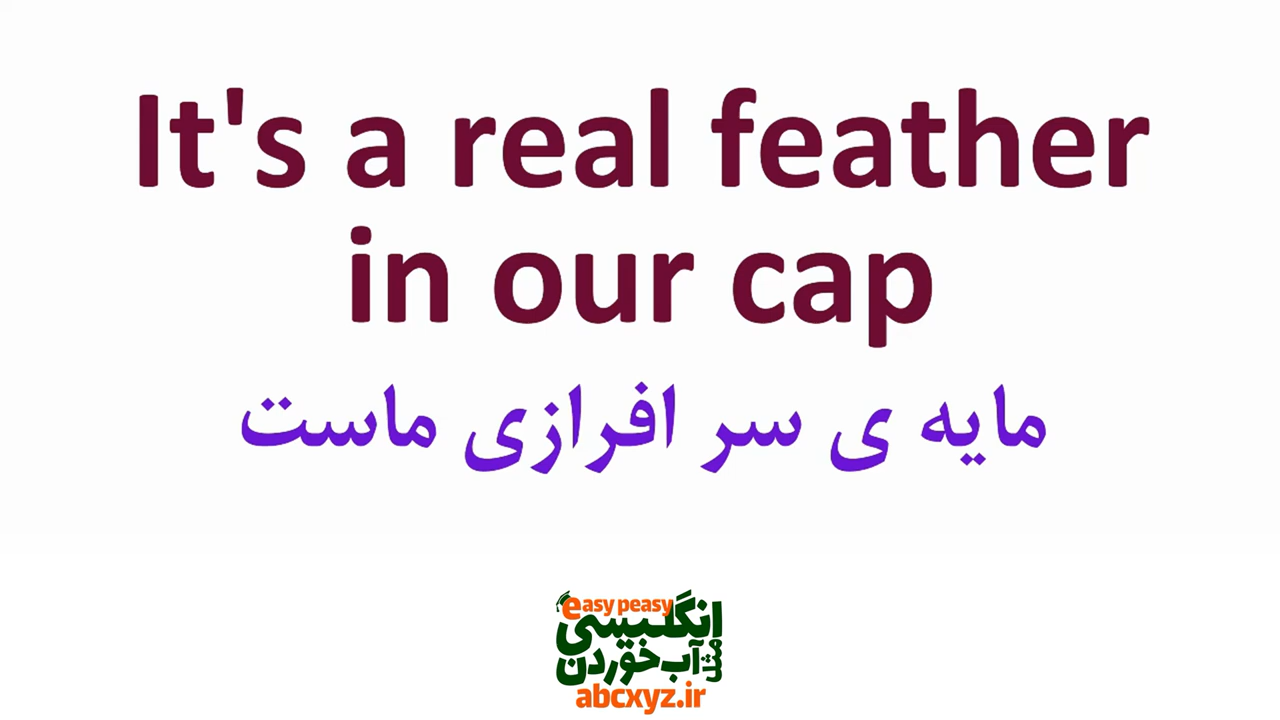 It's a real feather
in our cap
مایه ی سر افرازی ماست
easy peasy
انگلیسی
مثل آب خوردن
abcxyz.ir